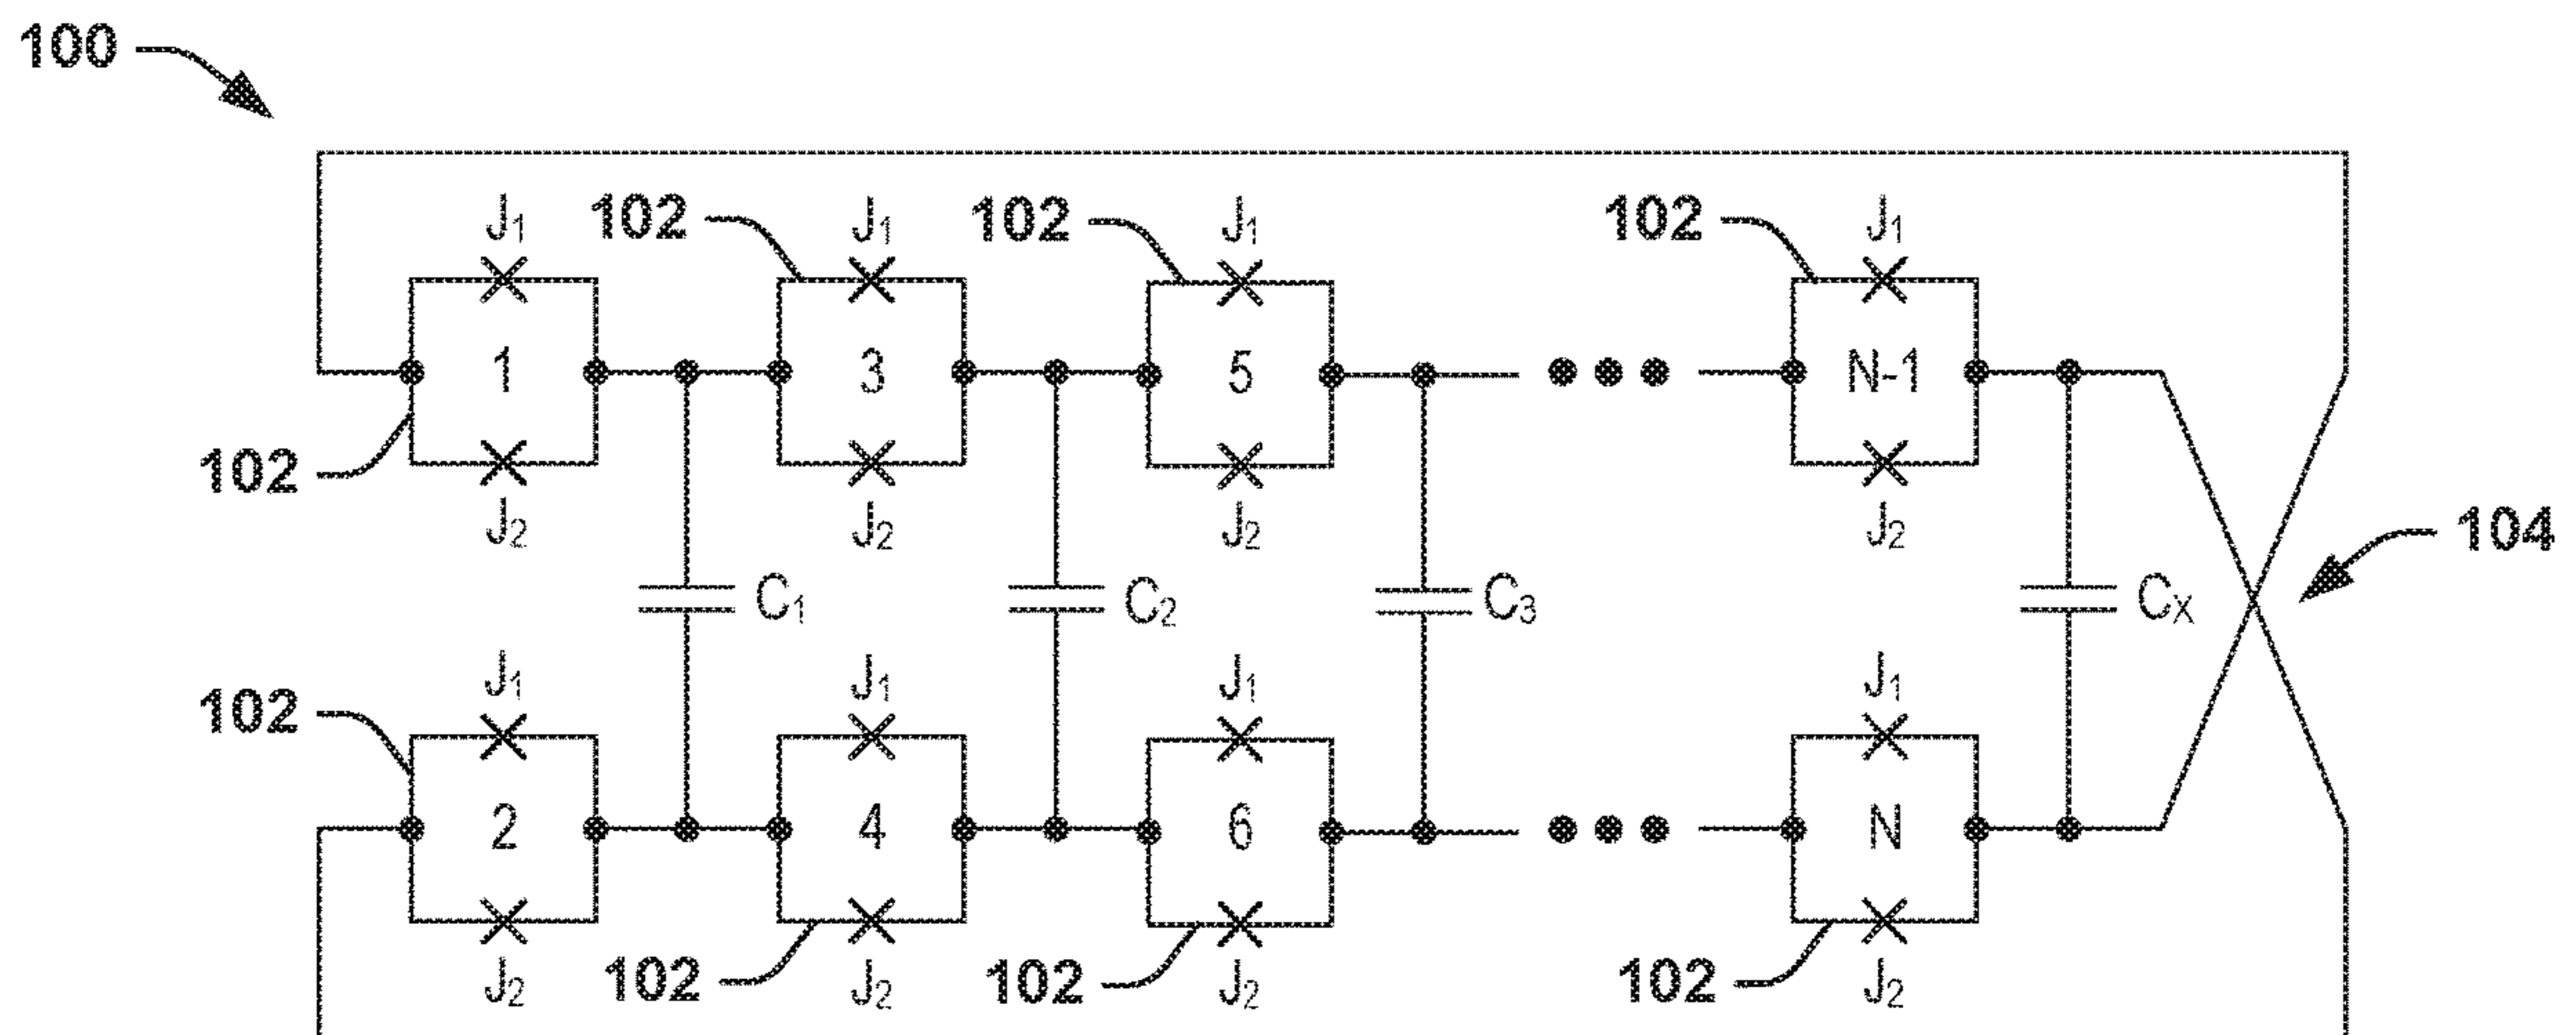 100
J₁ 102 J₁ 102 J₁ 102 J₁
1 3 5 N-1
102 J₂ J₂ J₂ J₂ 104
C₁ C₂ C₃ Cₓ
102 J₁ J₁ J₁ J₁
2 4 6 N
J₂ 102 J₂ 102 J₂ 102 J₂